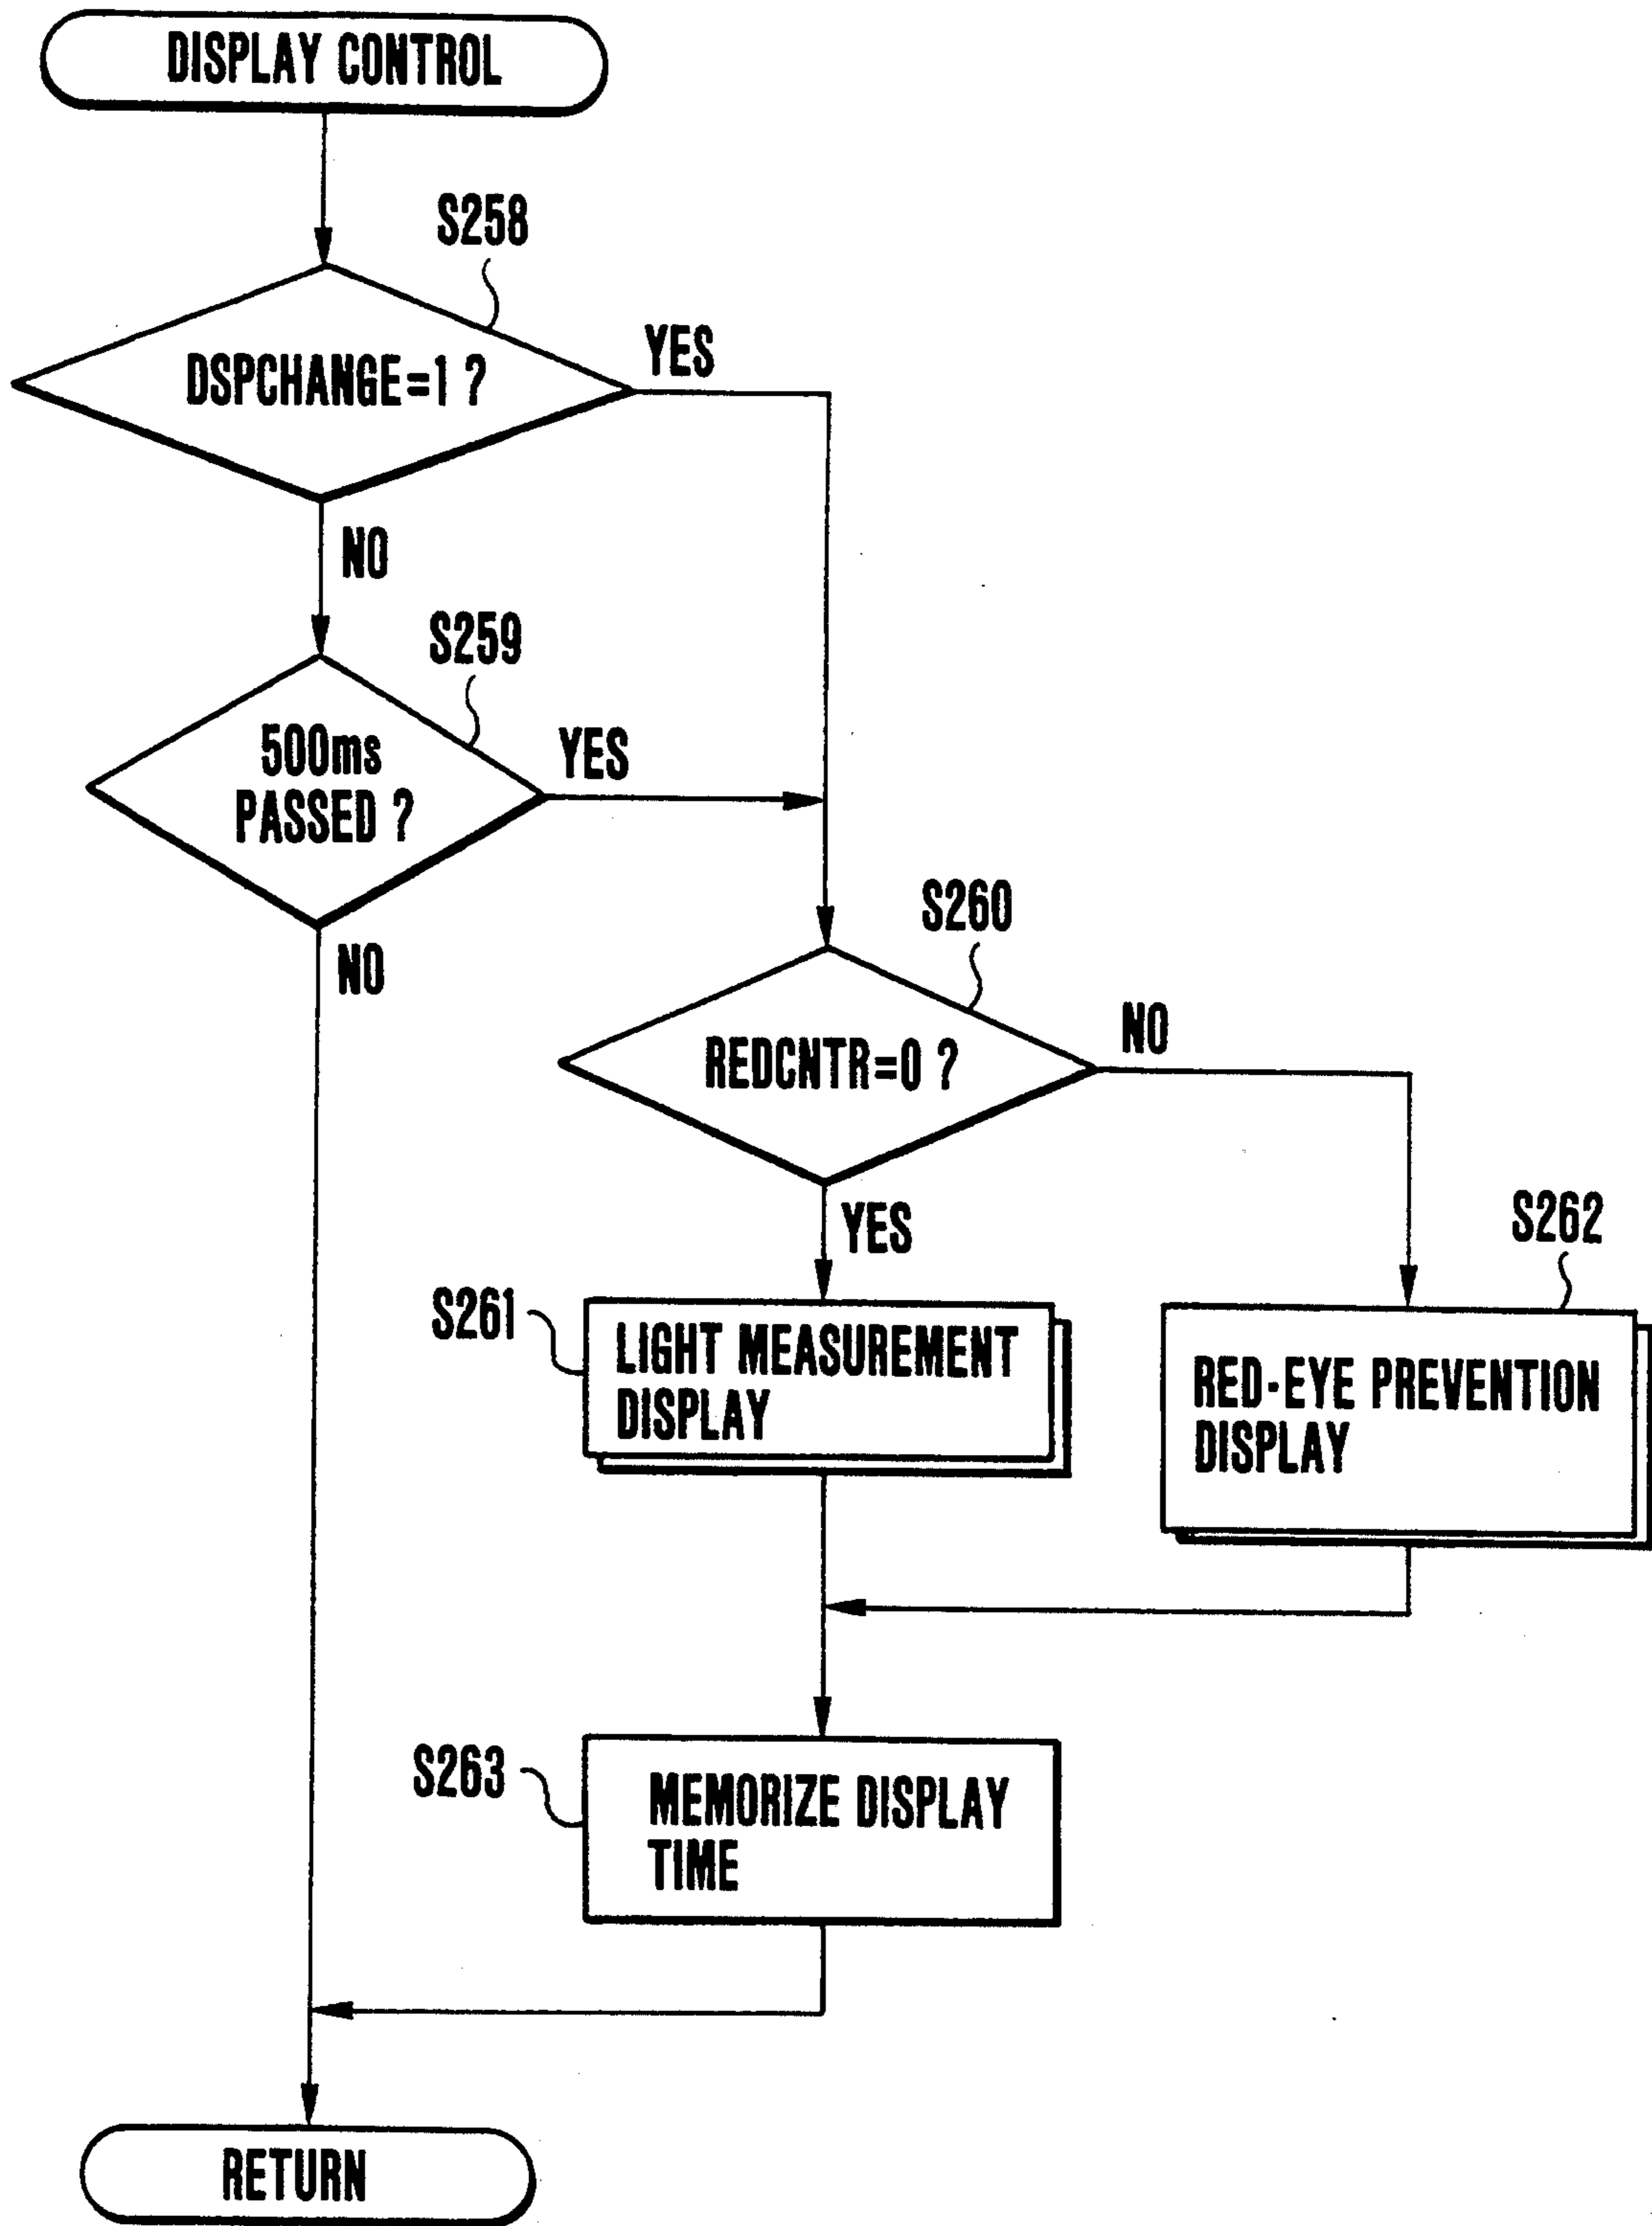 DISPLAY CONTROL
S258
DSPCHANGE=1 ?
YES
NO
S259
500ms
PASSED ?
YES
NO
S260
REDCNTR=0 ?
NO
YES
S261
LIGHT MEASUREMENT
DISPLAY
S262
RED-EYE PREVENTION
DISPLAY
S263
MEMORIZE DISPLAY
TIME
RETURN